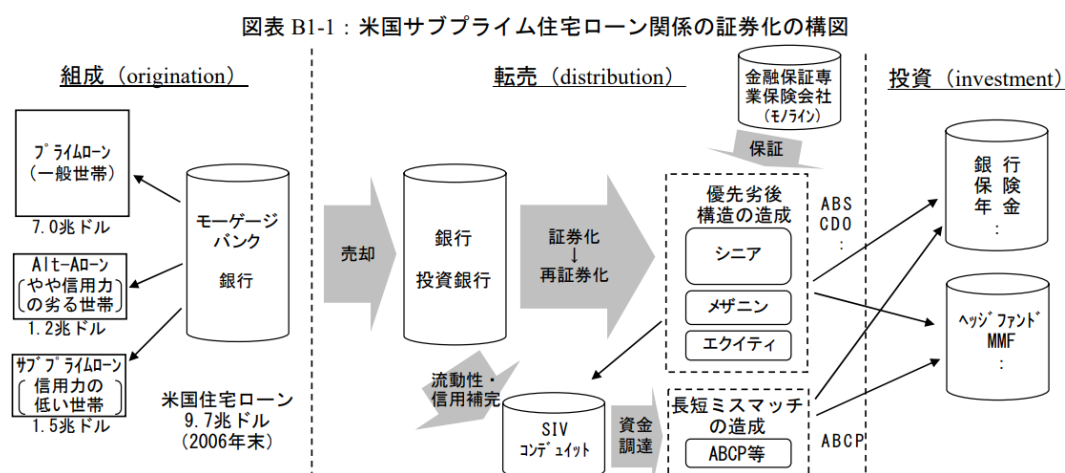 図表 B1-1：米国サブプライム住宅ローン関係の証券化の構図
組成（origination）
プライムローン
（一般世帯）
7.0兆ドル
Alt-Aローン
やや信用力
の劣る世帯
1.2兆ドル
サブプライムローン
信用力の
低い世帯
1.5兆ドル
モーゲージ
バンク
銀行
米国住宅ローン
9.7兆ドル
(2006年末)
転売（distribution）
売却
銀行
投資銀行
証券化
↓
再証券化
流動性・
信用補完
SIV
コンデュイット
資金
調達
金融保証専
業保険会社
(モノライン)
保証
優先劣後
構造の造成
シニア
メザニン
エクイティ
ABS
CDO
：
長短ミスマッチ
の造成
ABCP等
ABCP
投資（investment）
銀行
保険
年金
：
ヘッジファンド
MMF
：